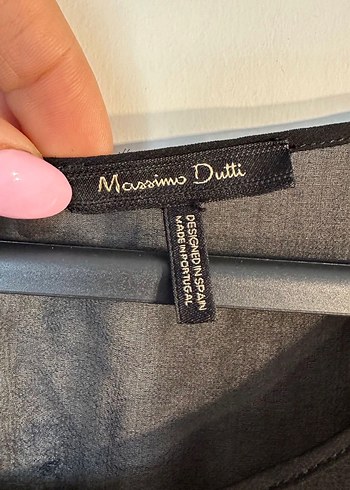 Massimo Dutti
DESIGNED IN SPAIN
MADE IN PORTUGAL